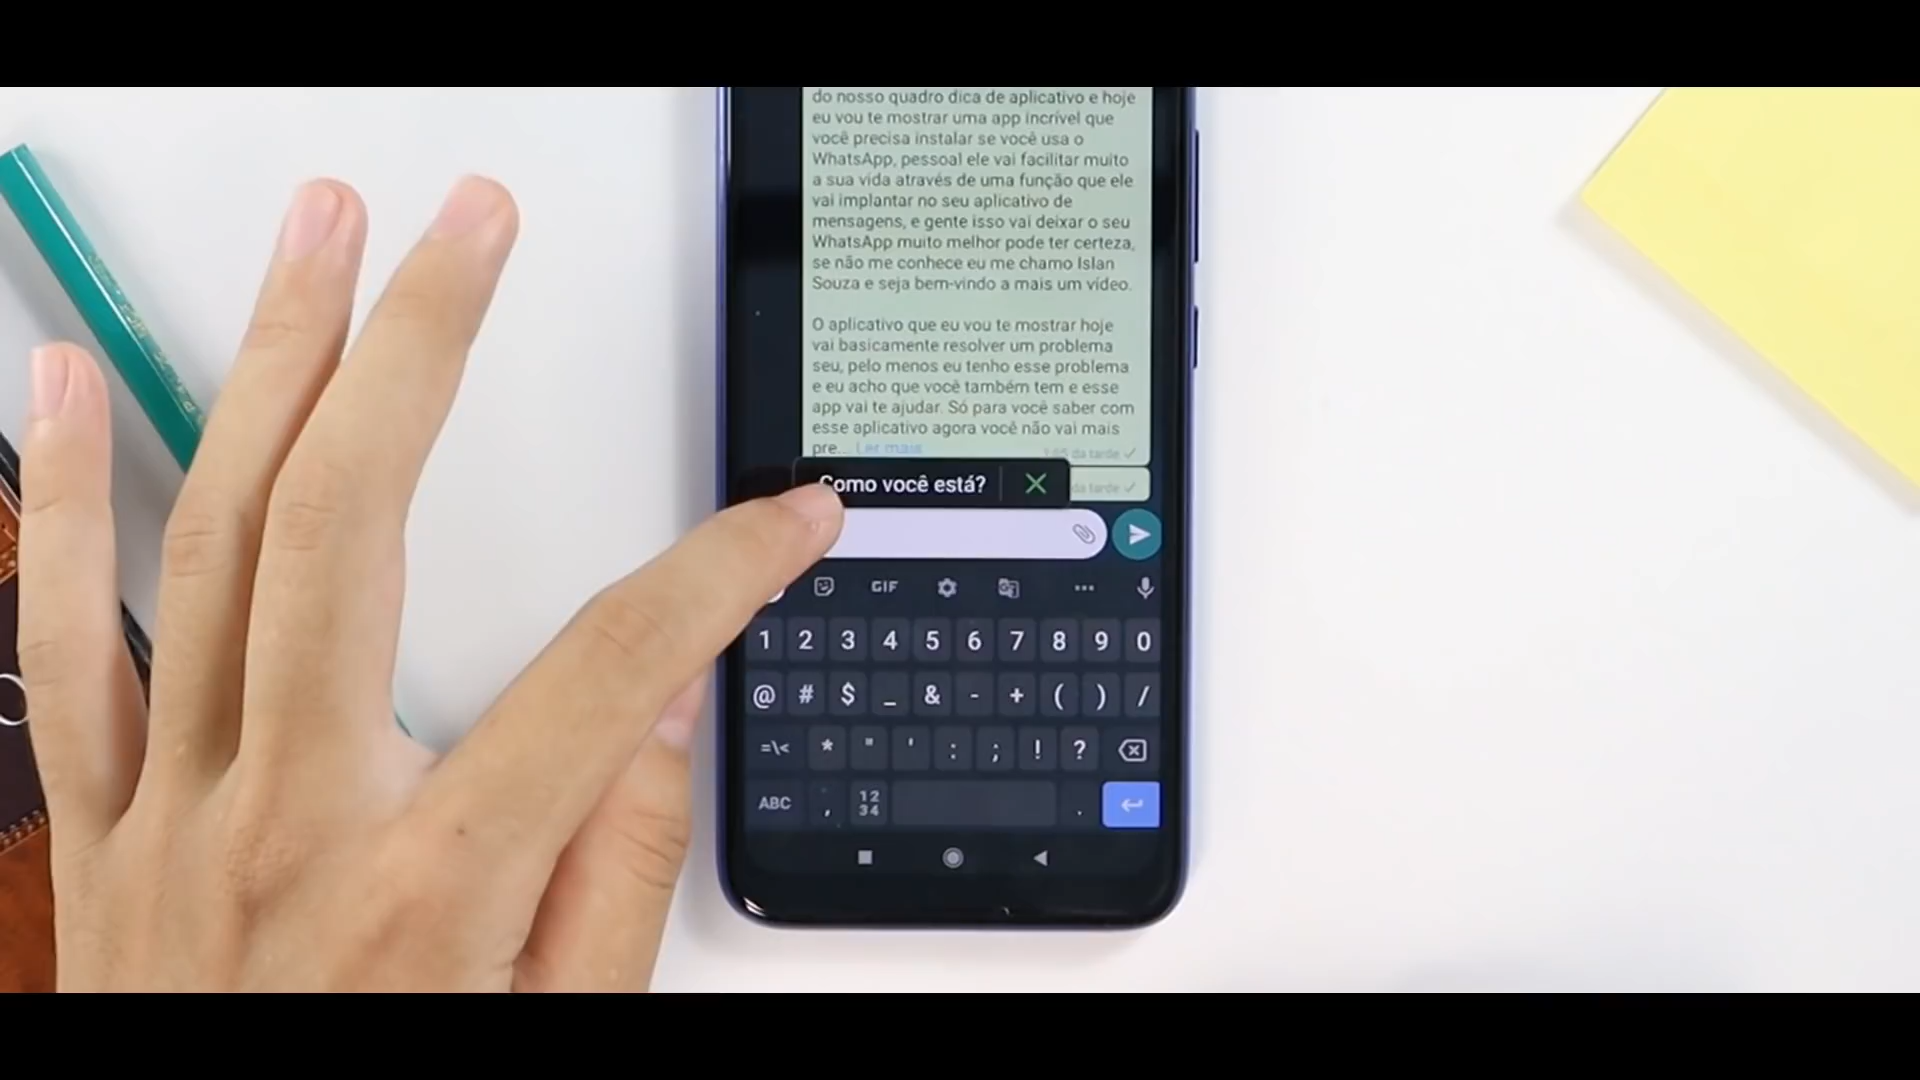 do nosso quadro dica de aplicativo e hoje
eu vou te mostrar uma app incrível que
você precisa instalar se você usa o
WhatsApp, pessoal ele vai facilitar muito
a sua vida através de uma função que ele
vai implantar no seu aplicativo de
mensagens, e gente isso vai deixar o seu
WhatsApp muito melhor pode ter certeza,
se não me conhece eu me chamo Islan
Souza e seja bem-vindo a mais um vídeo.
O aplicativo que eu vou te mostrar hoje
vai basicamente resolver um problema
seu, pelo menos eu tenho esse problema
e eu acho que você também tem e esse
app vai te ajudar. Só para você saber com
esse aplicativo agora você não vai mais
pre... Ler mais
da tarde
Como você está?
da tarde
GIF
1 2 3 4 5 6 7 8 9 0
@ # $ _ & - + ( ) /
=\< * " ' : ; ! ?
ABC , 12 34 .